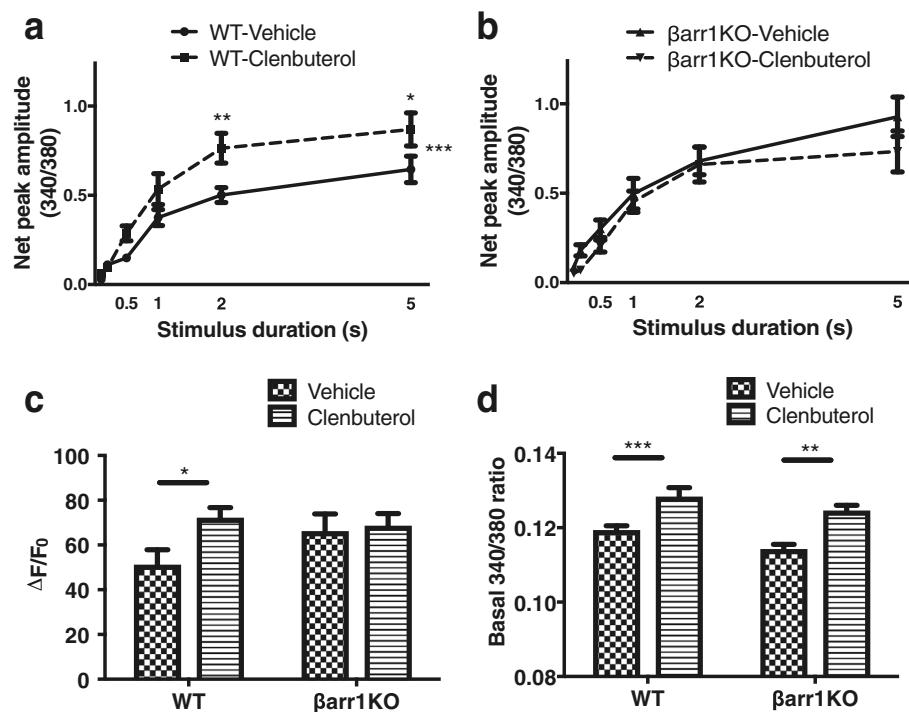 a
WT-Vehicle
WT-Clenbuterol
Net peak amplitude
(340/380)
1.0
0.5
0.0
**
*
***
0.5 1 2 5
Stimulus duration (s)
b
βarr1KO-Vehicle
βarr1KO-Clenbuterol
Net peak amplitude
(340/380)
1.0
0.5
0.0
0.5 1 2 5
Stimulus duration (s)
c
Vehicle
Clenbuterol
ΔF/F0
100
80
60
40
20
0
*
WT βarr1KO
d
Vehicle
Clenbuterol
Basal 340/380 ratio
0.14
0.12
0.10
0.08
***
**
WT βarr1KO